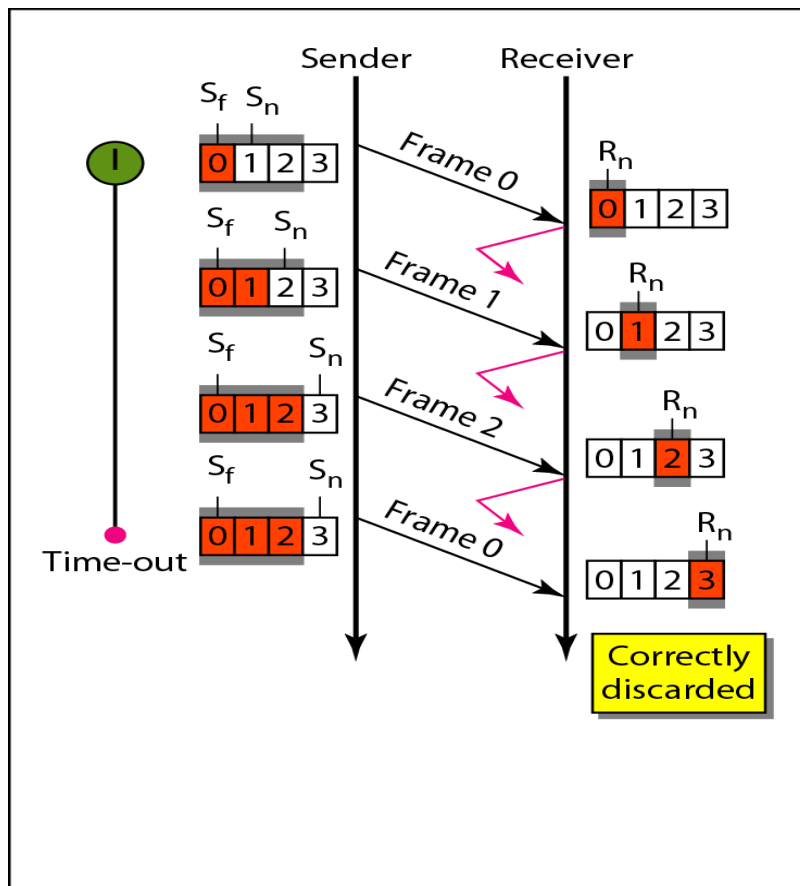 Sender Receiver
Sf Sn
0 1 2 3
Frame 0
Rn
0 1 2 3
Sf Sn
0 1 2 3
Frame 1
Rn
0 1 2 3
Sf Sn
0 1 2 3
Frame 2
Rn
0 1 2 3
Sf Sn
0 1 2 3
Frame 0
Rn
0 1 2 3
Time-out
Correctly
discarded